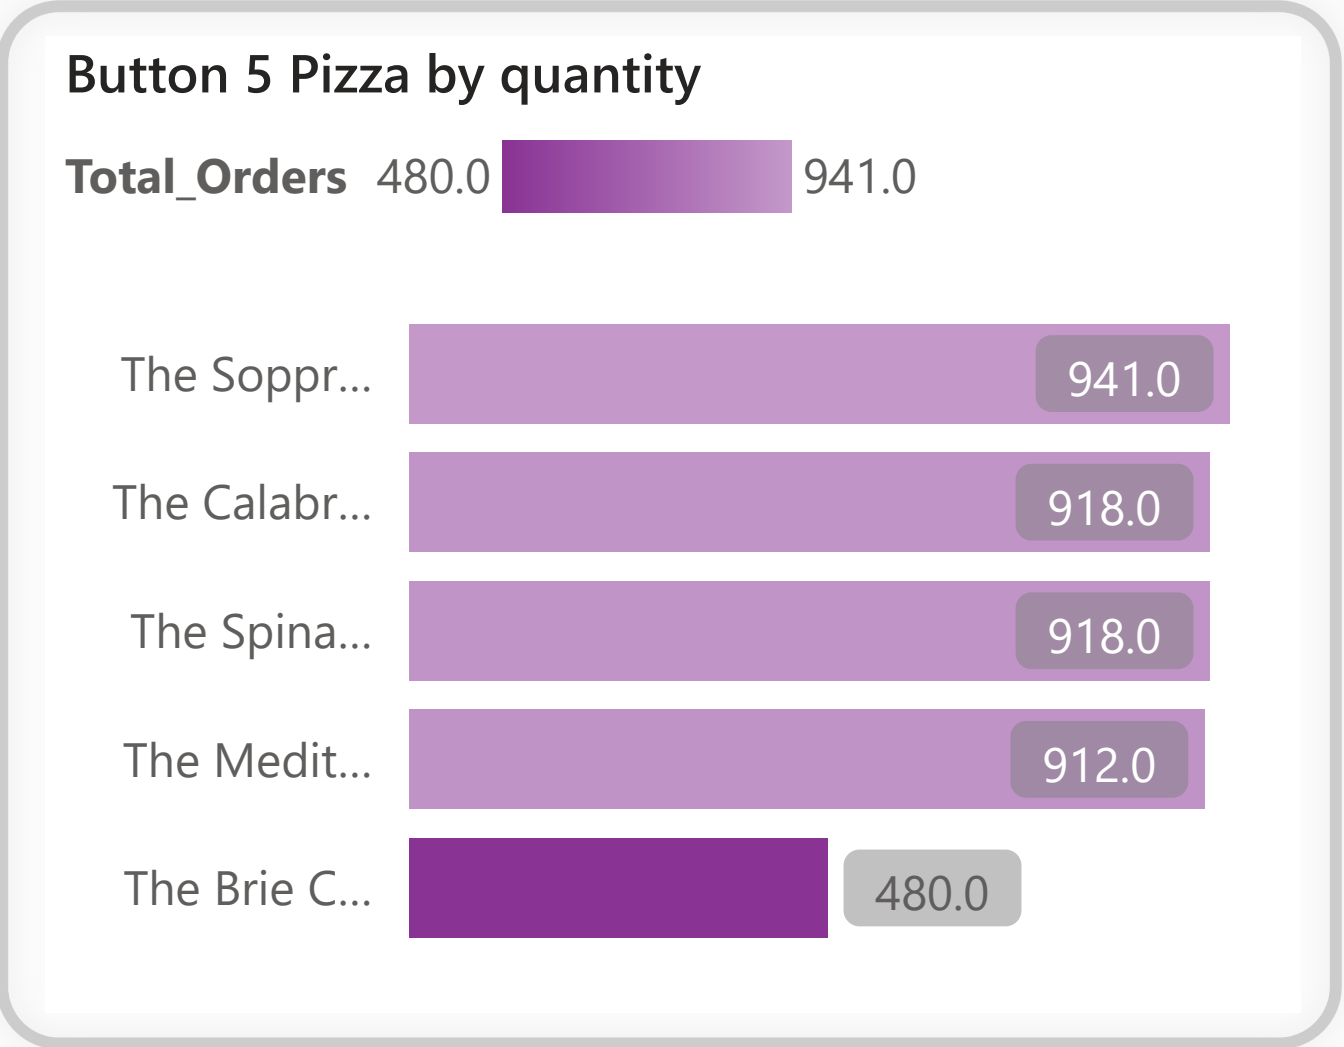 Button 5 Pizza by quantity
Total_Orders 480.0 941.0
The Soppr... 941.0
The Calabr... 918.0
The Spina... 918.0
The Medit... 912.0
The Brie C... 480.0